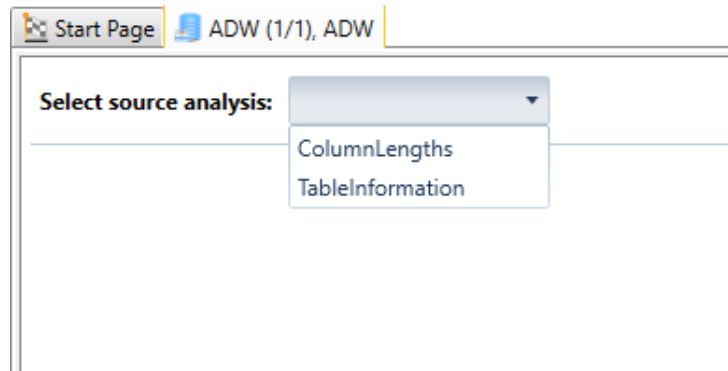 Start Page
ADW (1/1), ADW
Select source analysis:
ColumnLengths
TableInformation